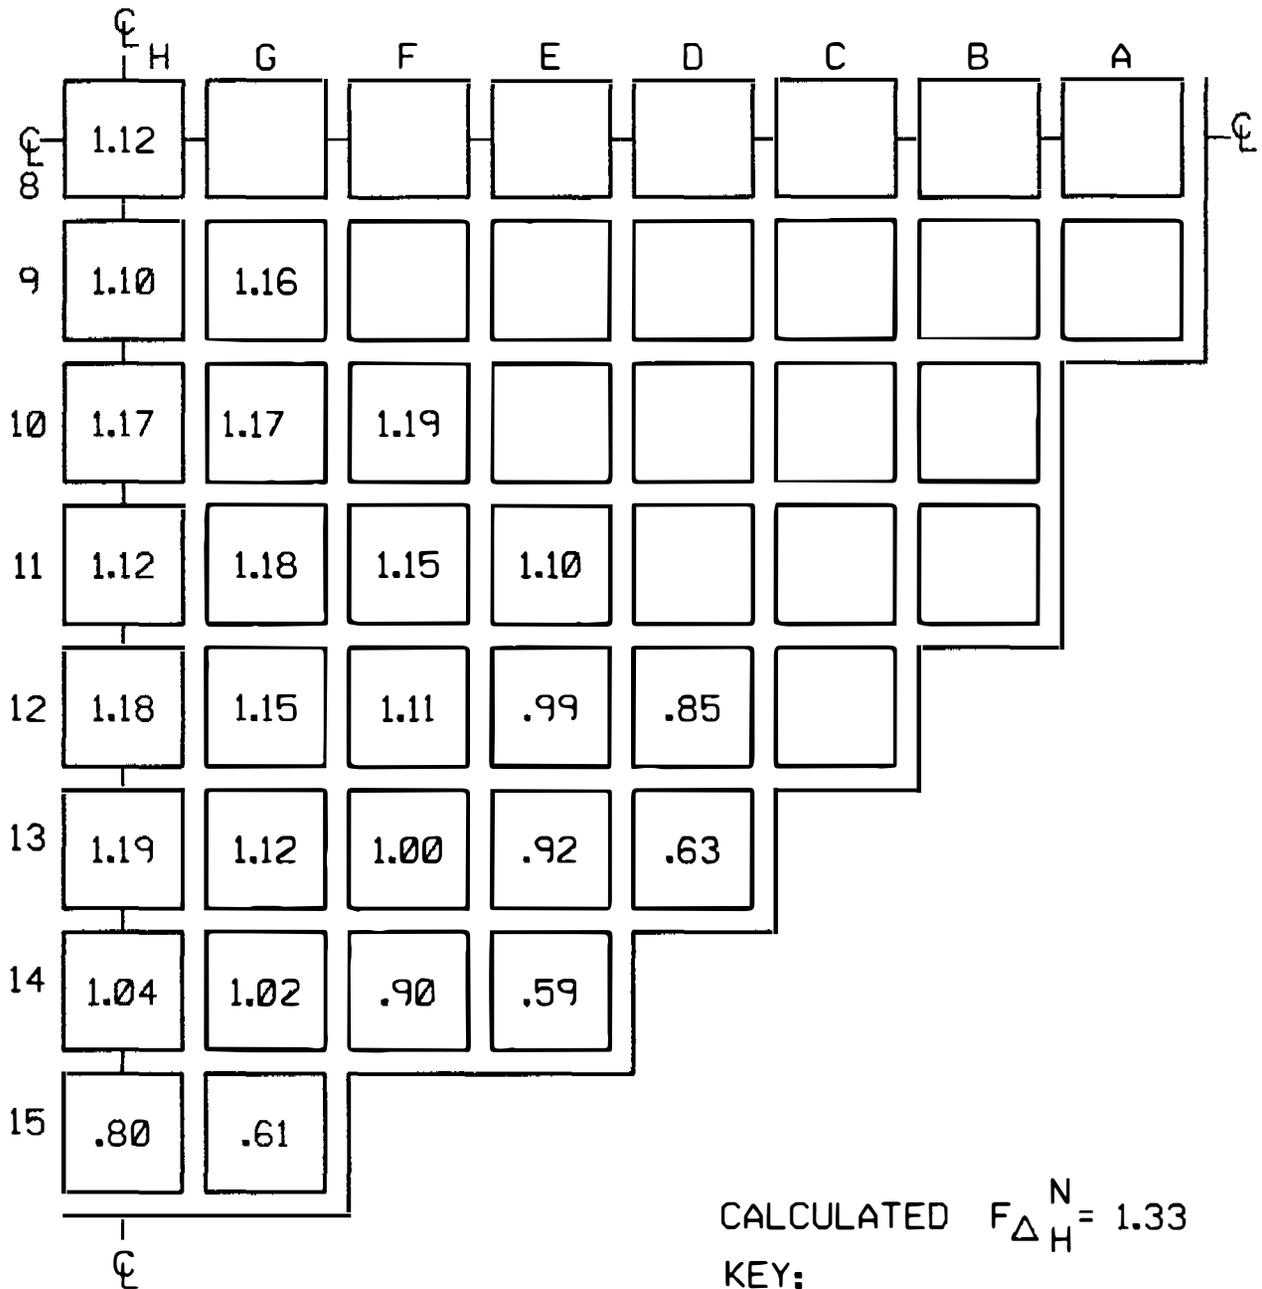 ℄
H G F E D C B A
℄ 1.12 ℄
8
9 1.10 1.16
10 1.17 1.17 1.19
11 1.12 1.18 1.15 1.10
12 1.18 1.15 1.11 .99 .85
13 1.19 1.12 1.00 .92 .63
14 1.04 1.02 .90 .59
15 .80 .61
CALCULATED F N ΔH = 1.33
℄ KEY: